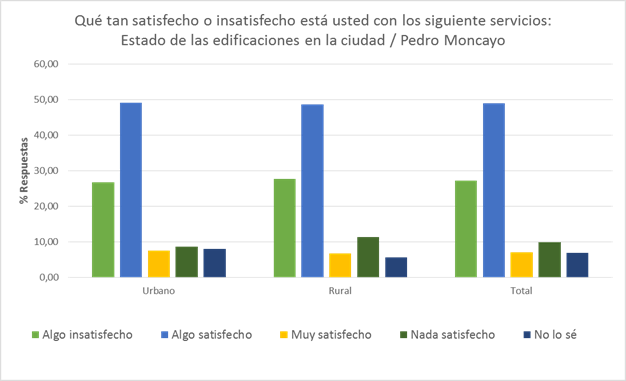 Qué tan satisfecho o insatisfecho está usted con los siguiente servicios:
Estado de las edificaciones en la ciudad / Pedro Moncayo
60,00
50,00
40,00
30,00
20,00
10,00
0,00
% Respuestas
Urbano Rural Total
Algo insatisfecho Algo satisfecho Muy satisfecho Nada satisfecho No lo sé